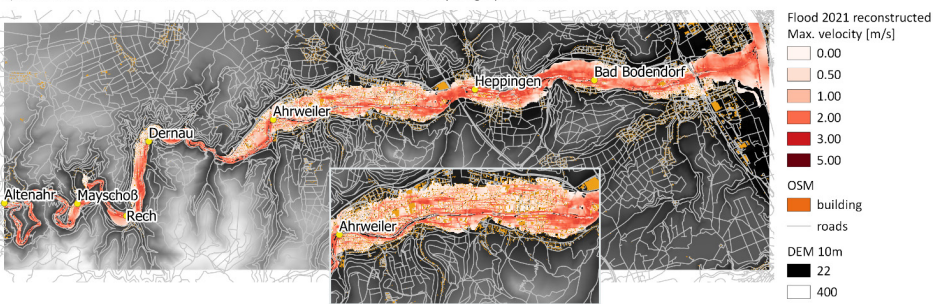 Flood 2021 reconstructed
Max. velocity [m/s]
0.00
0.50
1.00
2.00
3.00
5.00
OSM
building
roads
DEM 10m
22
400
Bad Bodendorf
Heppingen
Ahrweiler
Dernau
Altenahr
Mayschoß
Rech
Ahrweiler